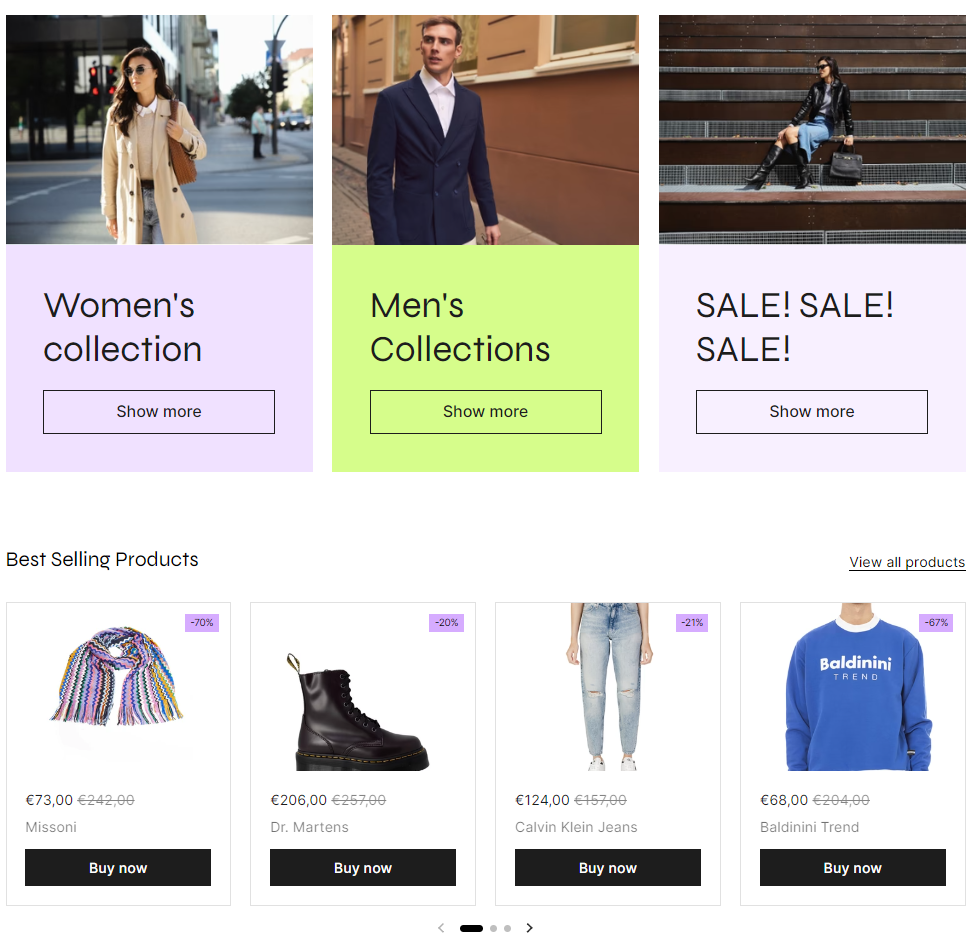 Women's
collection
Show more
Men's
Collections
Show more
SALE! SALE!
SALE!
Show more
Best Selling Products
View all products
-70%
€73,00 €242,00
Missoni
Buy now
-20%
€206,00 €257,00
Dr. Martens
Buy now
-21%
€124,00 €157,00
Calvin Klein Jeans
Buy now
-67%
Baldinini
TREND
€68,00 €204,00
Baldinini Trend
Buy now